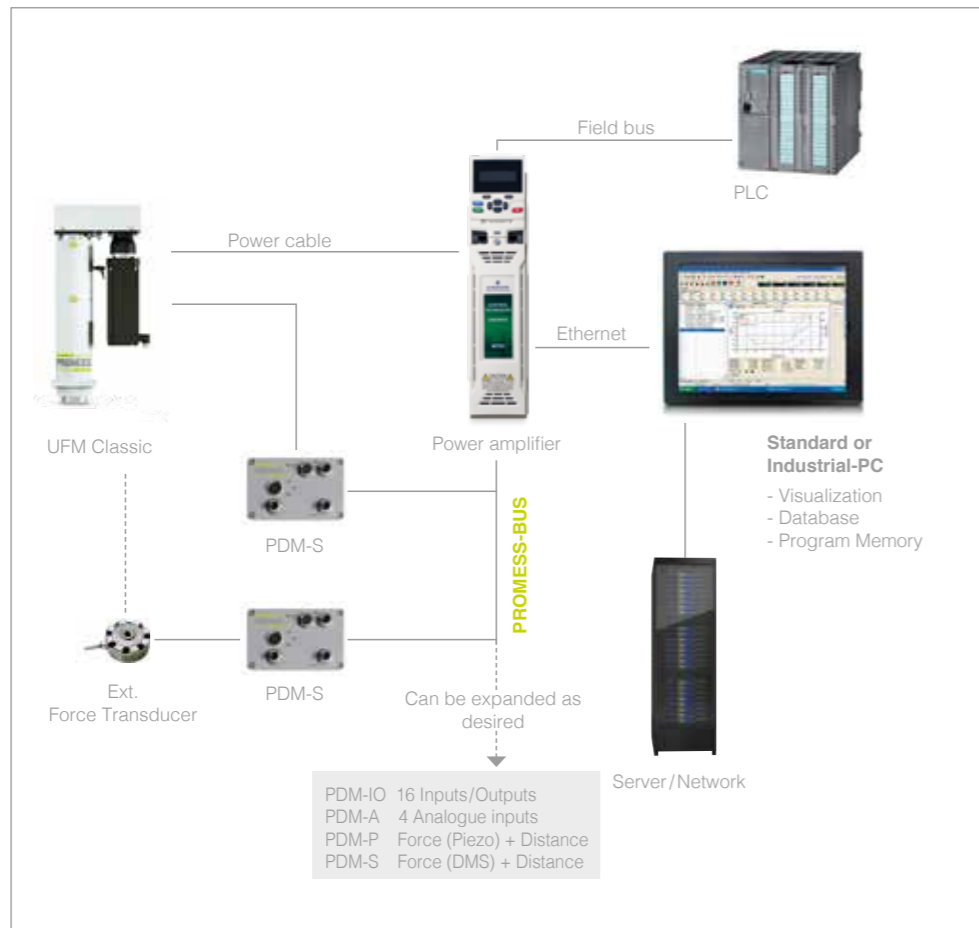 Field bus
PLC
Power cable
Ethernet
UFM Classic
Power amplifier
Standard or
Industrial-PC
- Visualization
- Database
- Program Memory
PDM-S
PROMESS-BUS
PDM-S
Ext.
Force Transducer
Can be expanded as
desired
Server/Network
PDM-IO 16 Inputs/Outputs
PDM-A 4 Analogue inputs
PDM-P Force (Piezo) + Distance
PDM-S Force (DMS) + Distance